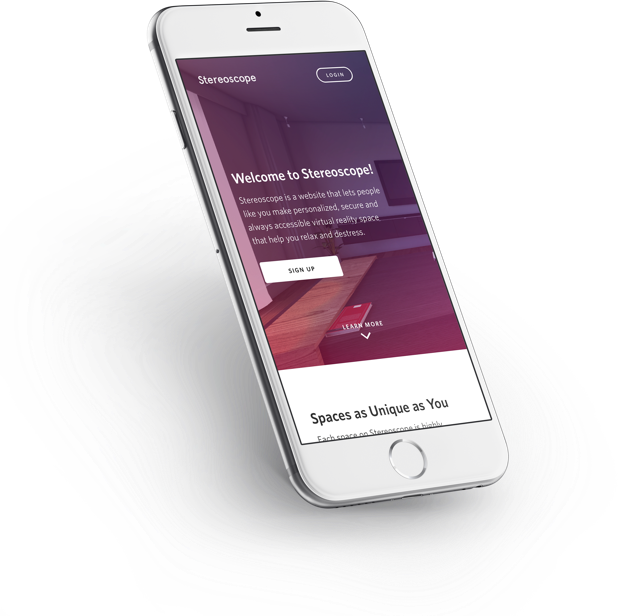 Stereoscope
LOGIN
Welcome to Stereoscope!
Stereoscope is a website that lets people
like you make personalized, secure and
always accessible virtual reality space
that help you relax and destress.
SIGN UP
LEARN MORE
Spaces as Unique as You
Each space on Stereoscope is highly